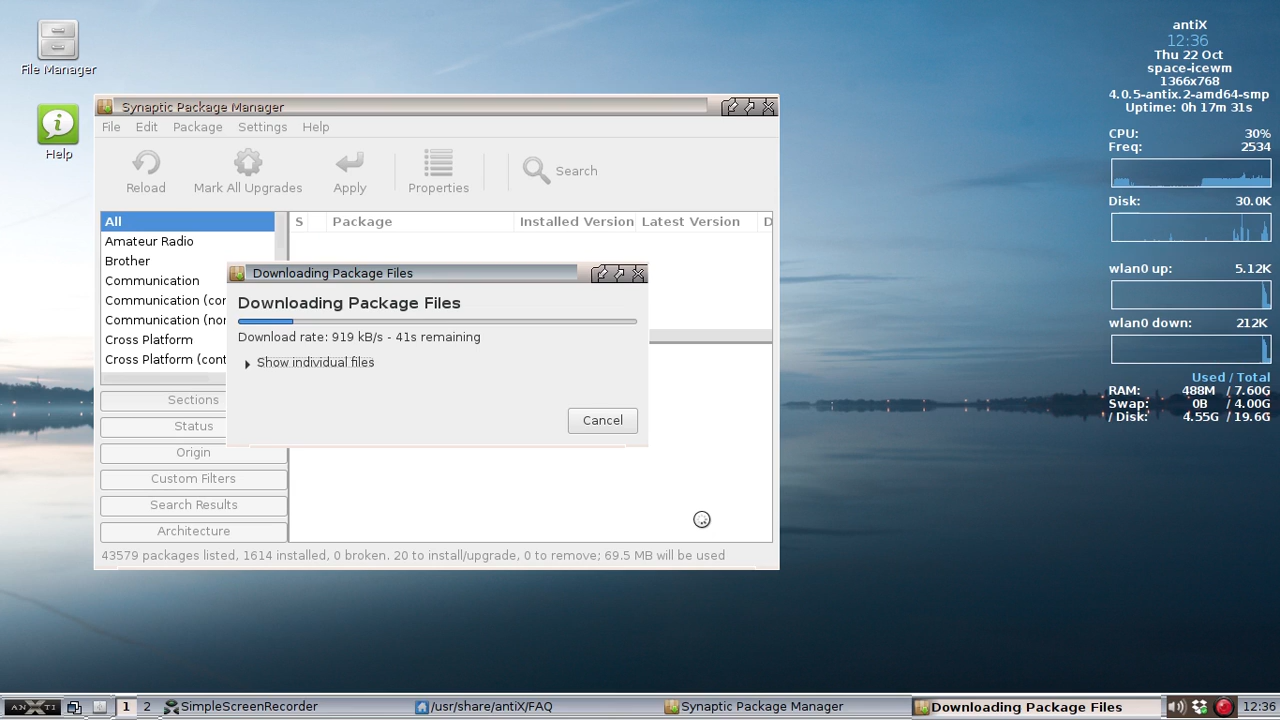 File Manager
Help
antiX
12:36
Thu 22 Oct
space-icewm
1366x768
4.0.5-antix.2-amd64-smp
Uptime: 0h 17m 31s
CPU: 30%
Freq: 2534
Disk: 30.0K
wlan0 up: 5.12K
wlan0 down: 212K
Used / Total
RAM: 488M / 7.60G
Swap: 0B / 4.00G
/ Disk: 4.55G / 19.6G
Synaptic Package Manager
File Edit Package Settings Help
Reload Mark All Upgrades Apply Properties Search
S Package Installed Version Latest Version D
All
Amateur Radio
Brother
Communication
Communication (con
Communication (non
Cross Platform
Cross Platform (cont
Sections
Status
Origin
Custom Filters
Search Results
Architecture
Downloading Package Files
Downloading Package Files
Download rate: 919 kB/s - 41s remaining
Show individual files
Cancel
43579 packages listed, 1614 installed, 0 broken. 20 to install/upgrade, 0 to remove; 69.5 MB will be used
ANXTI 1 2 SimpleScreenRecorder /usr/share/antiX/FAQ Synaptic Package Manager Downloading Package Files 12:36